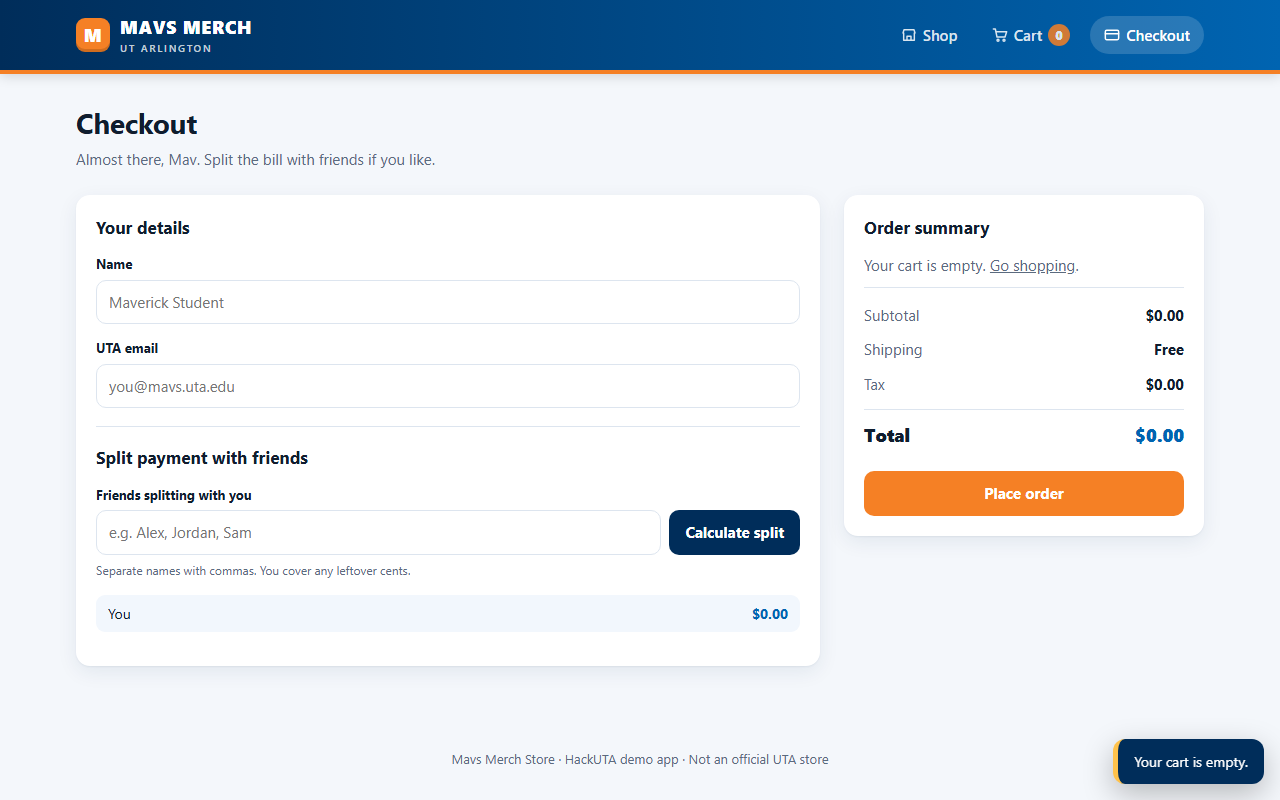 M
MAVS MERCH
UT ARLINGTON
Shop
Cart 0
Checkout
Checkout
Almost there, Mav. Split the bill with friends if you like.
Your details
Name
Maverick Student
UTA email
you@mavs.uta.edu
Split payment with friends
Friends splitting with you
e.g. Alex, Jordan, Sam
Calculate split
Separate names with commas. You cover any leftover cents.
You $0.00
Order summary
Your cart is empty. Go shopping.
Subtotal $0.00
Shipping Free
Tax $0.00
Total $0.00
Place order
Mavs Merch Store · HackUTA demo app · Not an official UTA store
Your cart is empty.